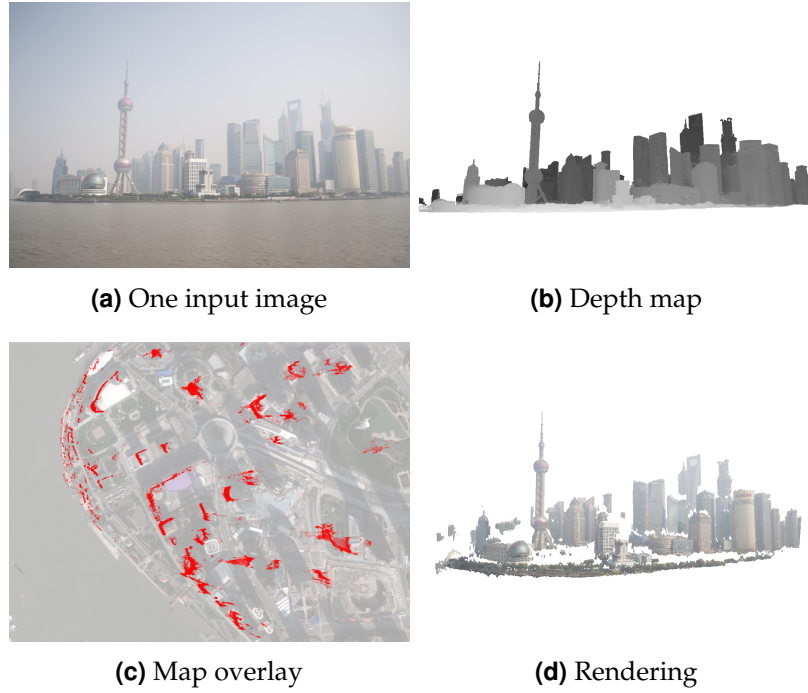 (a) One input image
(b) Depth map
(c) Map overlay
(d) Rendering